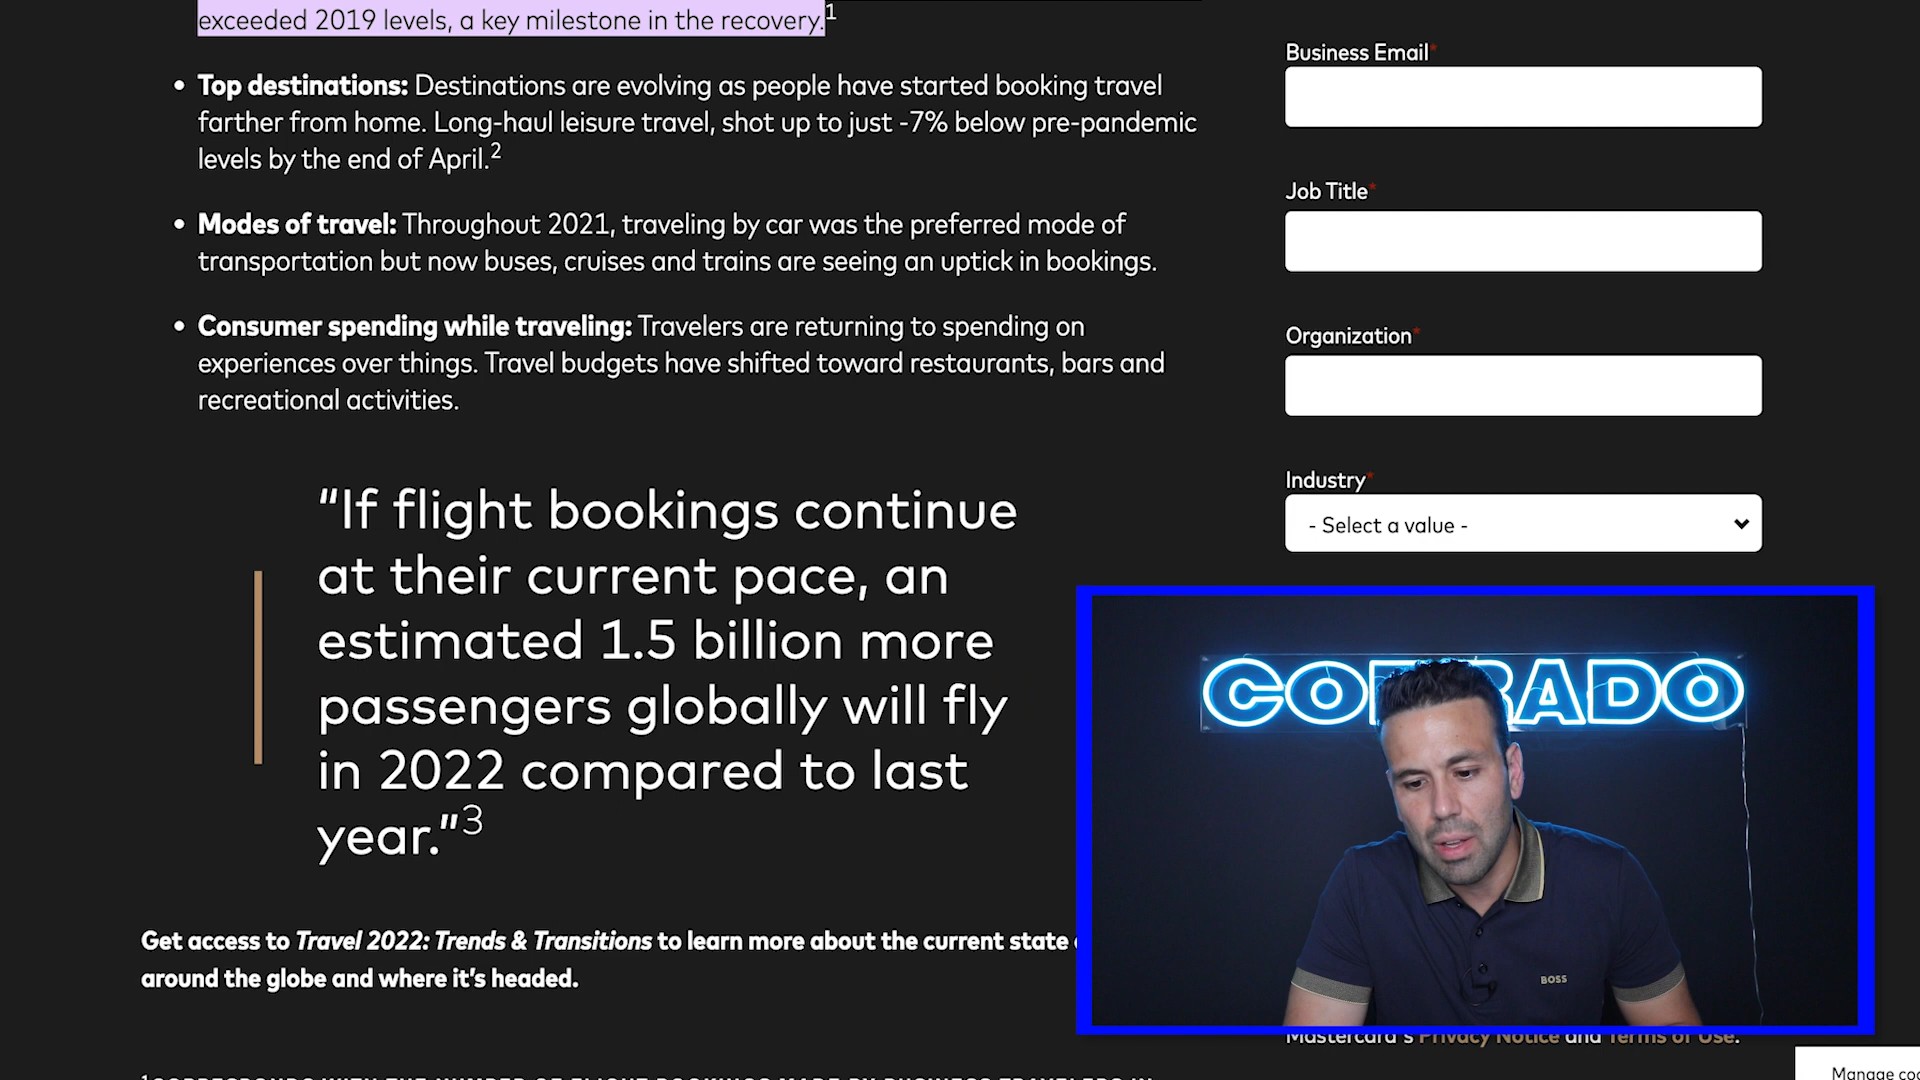 exceeded 2019 levels, a key milestone in the recovery.1
• Top destinations: Destinations are evolving as people have started booking travel
farther from home. Long-haul leisure travel, shot up to just -7% below pre-pandemic
levels by the end of April.2
• Modes of travel: Throughout 2021, traveling by car was the preferred mode of
transportation but now buses, cruises and trains are seeing an uptick in bookings.
• Consumer spending while traveling: Travelers are returning to spending on
experiences over things. Travel budgets have shifted toward restaurants, bars and
recreational activities.
“If flight bookings continue
at their current pace, an
estimated 1.5 billion more
passengers globally will fly
in 2022 compared to last
year.”3
Get access to Travel 2022: Trends & Transitions to learn more about the current state
around the globe and where it’s headed.
Business Email*
Job Title*
Organization*
Industry*
- Select a value -
BOSS
Mastercard's Privacy Notice and Terms of Use.
Manage